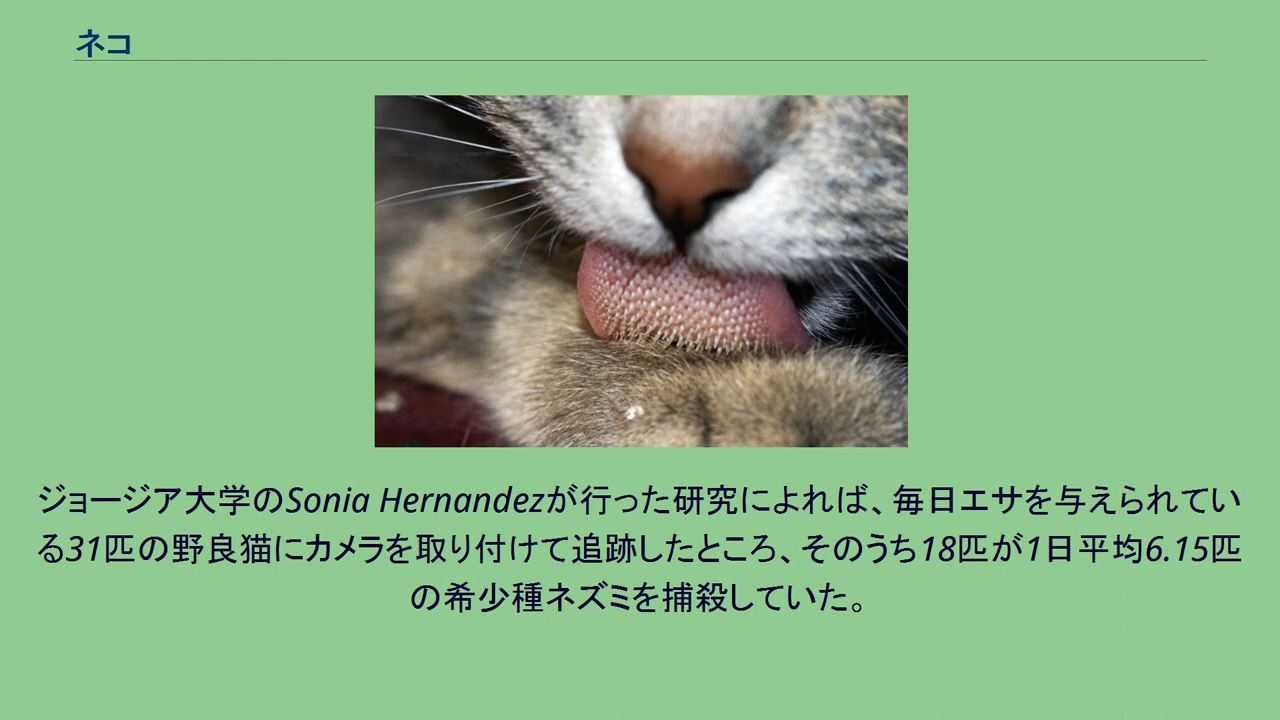 ネコ
ジョージア大学のSonia Hernandezが行った研究によれば、毎日エサを与えられてい
る31匹の野良猫にカメラを取り付けて追跡したところ、そのうち18匹が1日平均6.15匹
の希少種ネズミを捕殺していた。